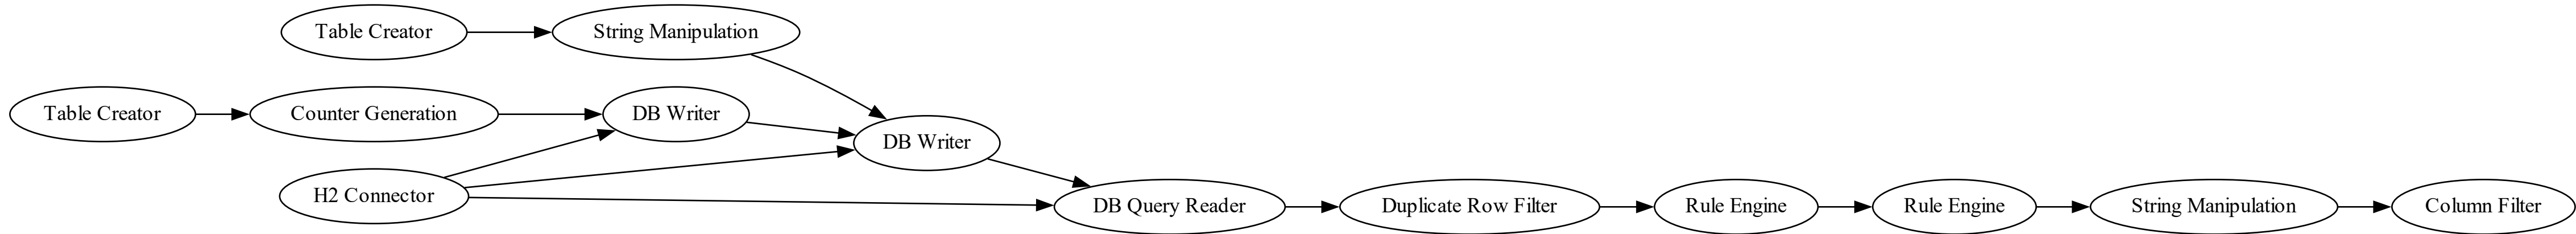 Table Creator
String Manipulation
Table Creator
Counter Generation
DB Writer
DB Writer
H2 Connector
DB Query Reader
Duplicate Row Filter
Rule Engine
Rule Engine
String Manipulation
Column Filter